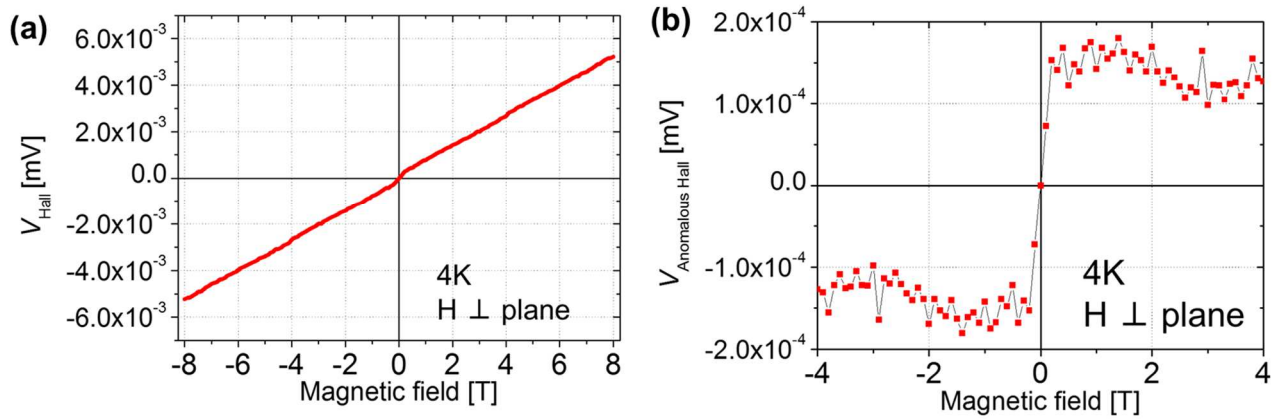 (a)
6.0x10-3
4.0x10-3
2.0x10-3
0.0
-2.0x10-3
-4.0x10-3
-6.0x10-3
VHall [mV]
4K
H ⊥ plane
-8 -6 -4 -2 0 2 4 6 8
Magnetic field [T]
(b)
2.0x10-4
1.0x10-4
0.0
-1.0x10-4
-2.0x10-4
VAnomalous Hall [mV]
4K
H ⊥ plane
-4 -2 0 2 4
Magnetic field [T]